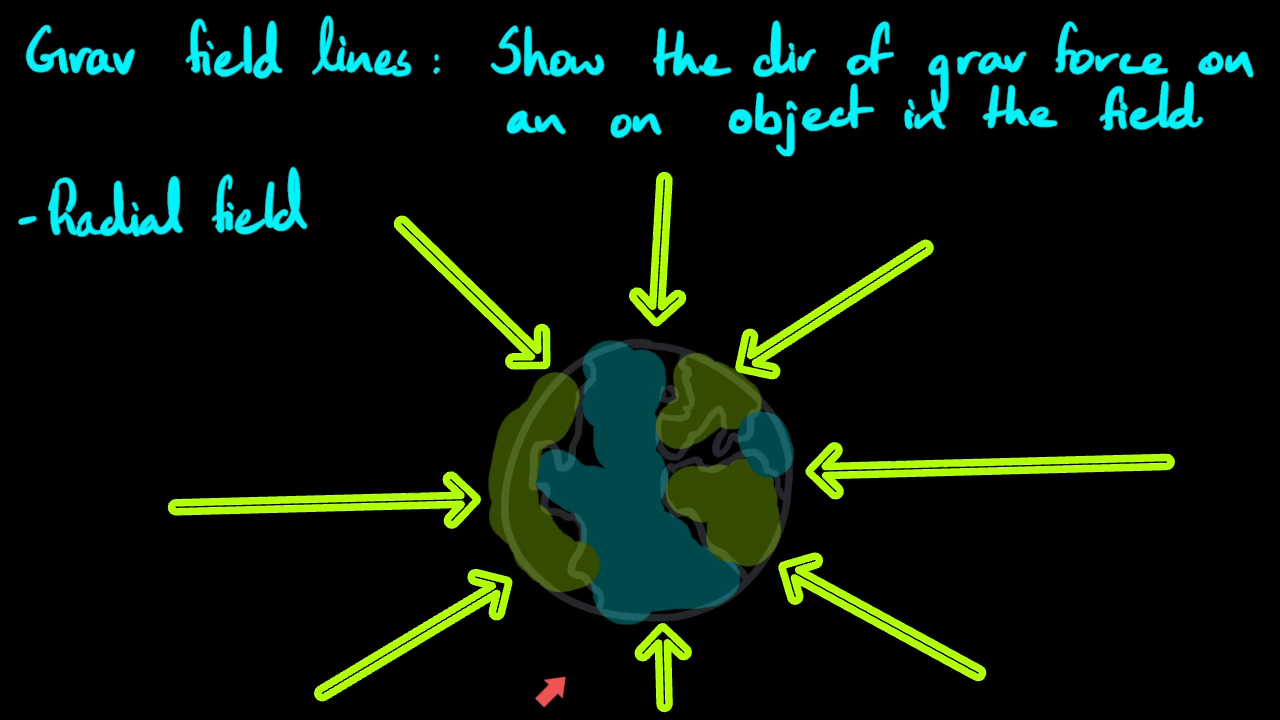 Grav field lines: Show the dir of grav force on
an on object in the field
- Radial field